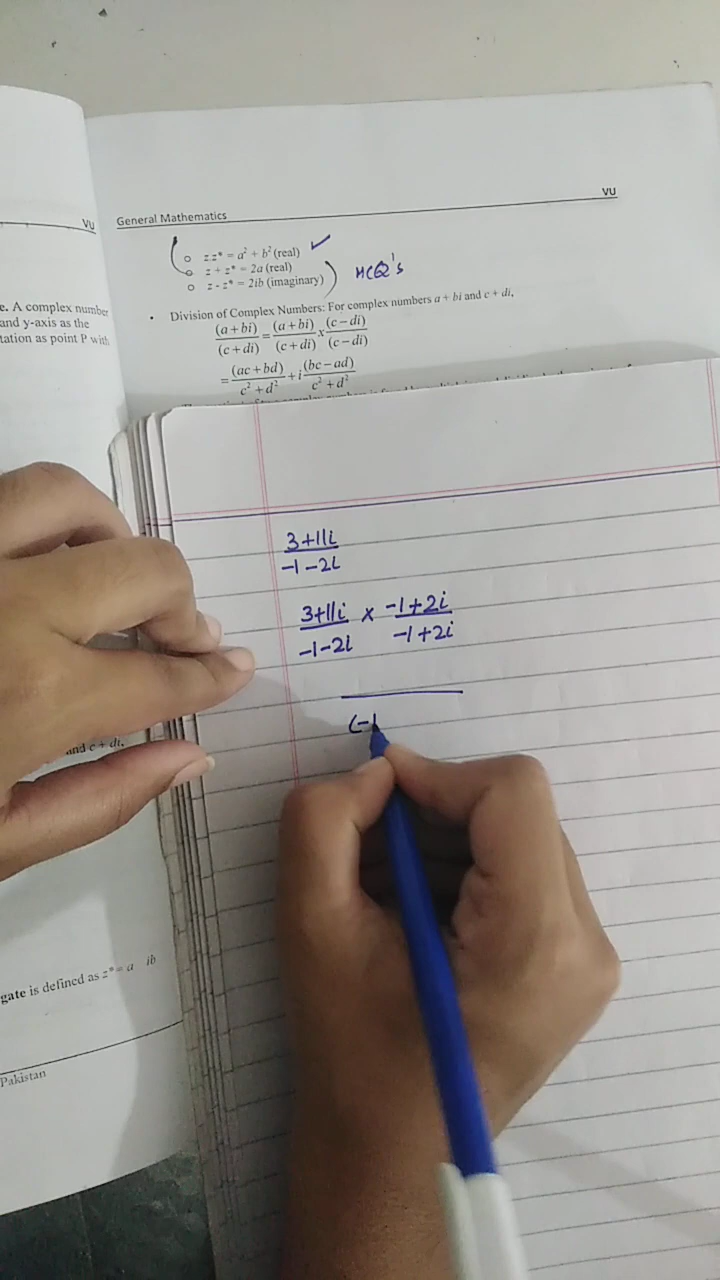 VU
General Mathematics
VU
o zz* = a² + b² (real) ✓
o z + z* = 2a (real)
o z - z* = 2ib (imaginary)
MCQ's
e. A complex number
and y-axis as the
tation as point P with
• Division of Complex Numbers: For complex numbers a + bi and c + di,
(a+bi)/(c+di) = (a+bi)/(c+di) x (c−di)/(c−di)
= (ac+bd)/(c²+d²) + i (bc−ad)/(c²+d²)
3+11i
-1-2i
3+11i x -1+2i
-1-2i -1+2i
(-1
and c + di,
gate is defined as z* = a ib
Pakistan